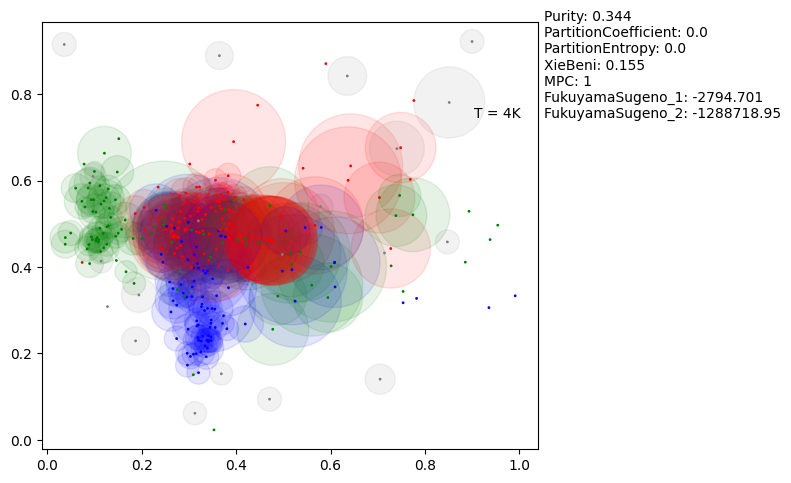 Purity: 0.344
PartitionCoefficient: 0.0
PartitionEntropy: 0.0
XieBeni: 0.155
MPC: 1
FukuyamaSugeno_1: -2794.701
FukuyamaSugeno_2: -1288718.95
T = 4K
0.8
0.6
0.4
0.2
0.0
0.0 0.2 0.4 0.6 0.8 1.0